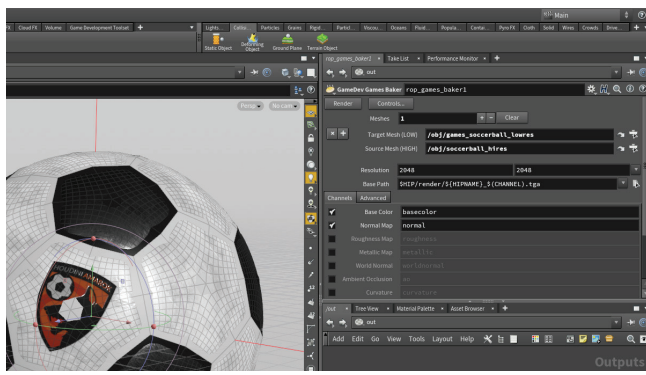 Main
FX
Cloud FX
Volume
Game Development Toolset
Lights...
Collis...
Particles
Grains
Rigid...
Particl...
Viscou...
Oceans
Fluid...
Popula...
Contai...
Pyro FX
Cloth
Solid
Wires
Crowds
Drive...
Static Object
Deforming Object
Ground Plane
Terrain Object
rop_games_baker1
Take List
Performance Monitor
out
GameDev Games Baker rop_games_baker1
Persp
No cam
Render
Controls...
Meshes 1
Clear
Target Mesh (LOW) /obj/games_soccerball_lowres
Source Mesh (HIGH) /obj/soccerball_hires
Resolution 2048 2048
Base Path $HIP/render/${HIPNAME}_$(CHANNEL).tga
Channels Advanced
Base Color basecolor
Normal Map normal
Roughness Map roughness
Metallic Map metallic
World Normal worldnormal
Ambient Occlusion ao
Curvature curvature
/out
Tree View
Material Palette
Asset Browser
out
Add Edit Go View Tools Layout Help
Outputs